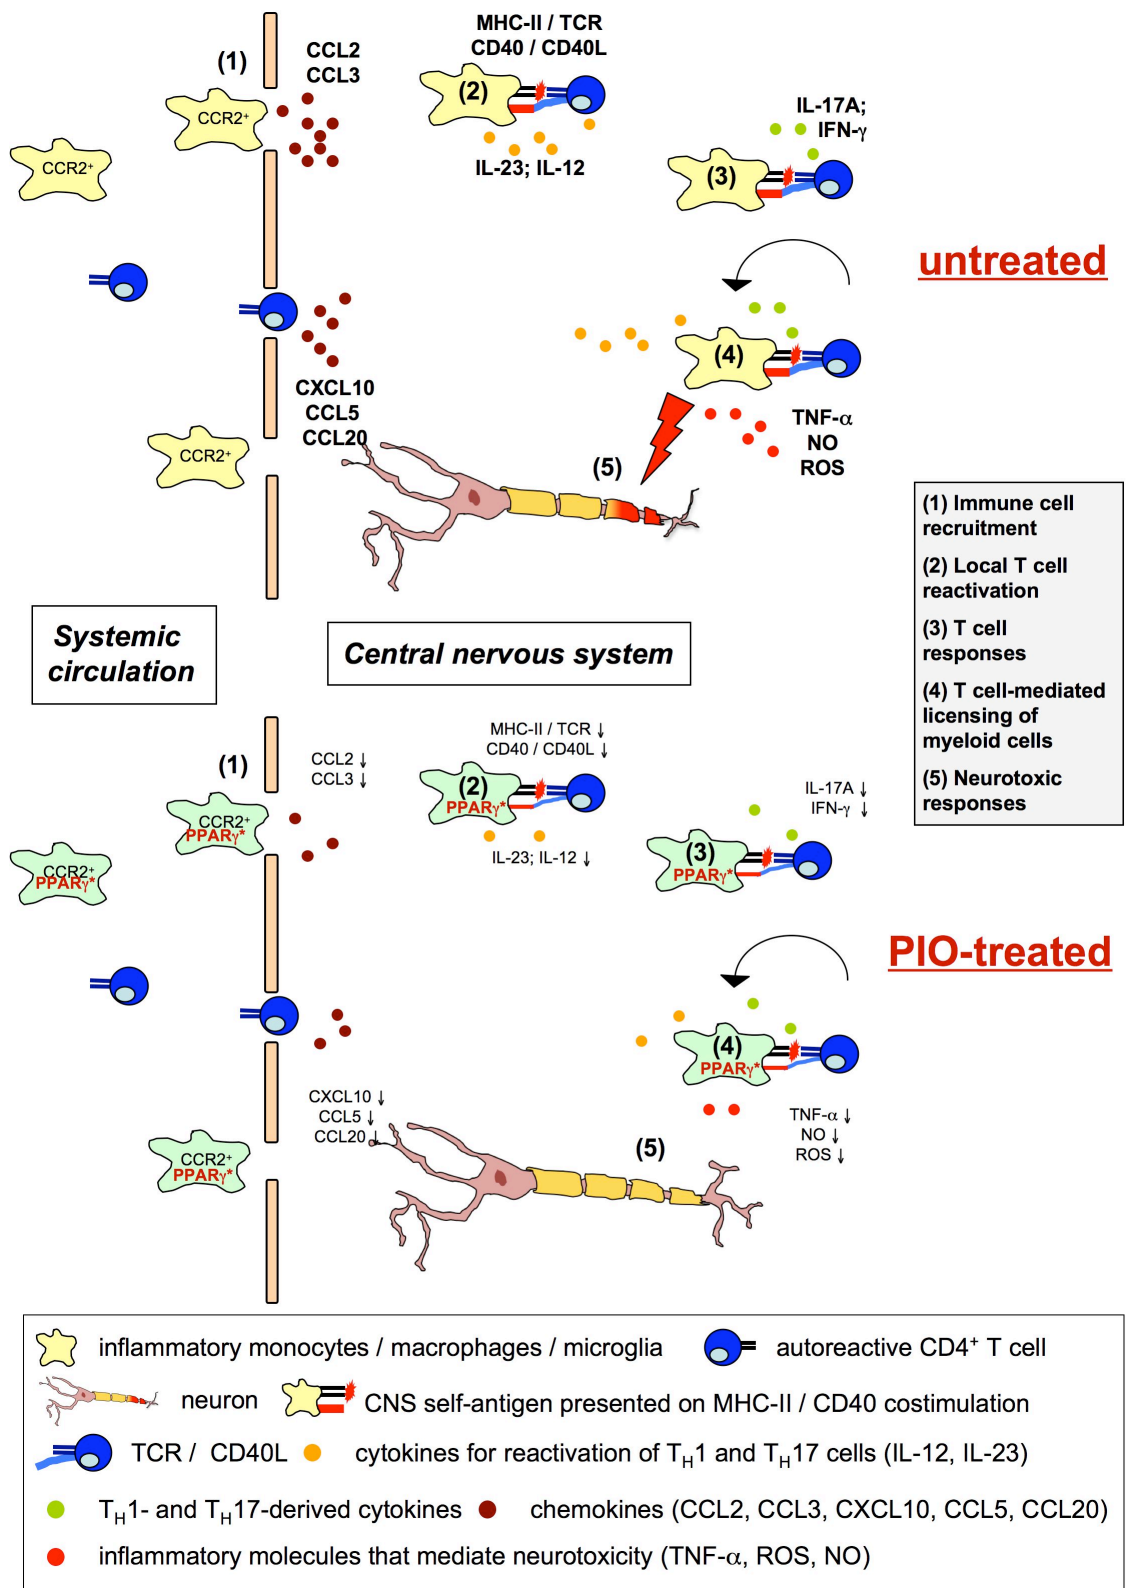 (1)
CCL2
CCL3
MHC-II / TCR
CD40 / CD40L
(2)
CCR2+
CCR2+
IL-23; IL-12
IL-17A;
IFN-γ
(3)
untreated
(4)
CXCL10
CCL5
CCL20
TNF-α
NO
ROS
CCR2+
(5)
(1) Immune cell
recruitment
(2) Local T cell
reactivation
(3) T cell
responses
(4) T cell-mediated
licensing of
myeloid cells
(5) Neurotoxic
responses
Systemic
circulation
Central nervous system
(1)
CCL2 ↓
CCL3 ↓
MHC-II / TCR ↓
CD40 / CD40L ↓
(2)
PPARγ*
IL-23; IL-12 ↓
IL-17A ↓
IFN-γ ↓
CCR2+
PPARγ*
CCR2+
PPARγ*
(3)
PPARγ*
PIO-treated
(4)
PPARγ*
CXCL10 ↓
CCL5 ↓
CCL20 ↓
TNF-α ↓
NO ↓
ROS ↓
CCR2+
PPARγ*
(5)
inflammatory monocytes / macrophages / microglia
autoreactive CD4+ T cell
neuron
CNS self-antigen presented on MHC-II / CD40 costimulation
TCR / CD40L
cytokines for reactivation of TH1 and TH17 cells (IL-12, IL-23)
TH1- and TH17-derived cytokines
chemokines (CCL2, CCL3, CXCL10, CCL5, CCL20)
inflammatory molecules that mediate neurotoxicity (TNF-α, ROS, NO)